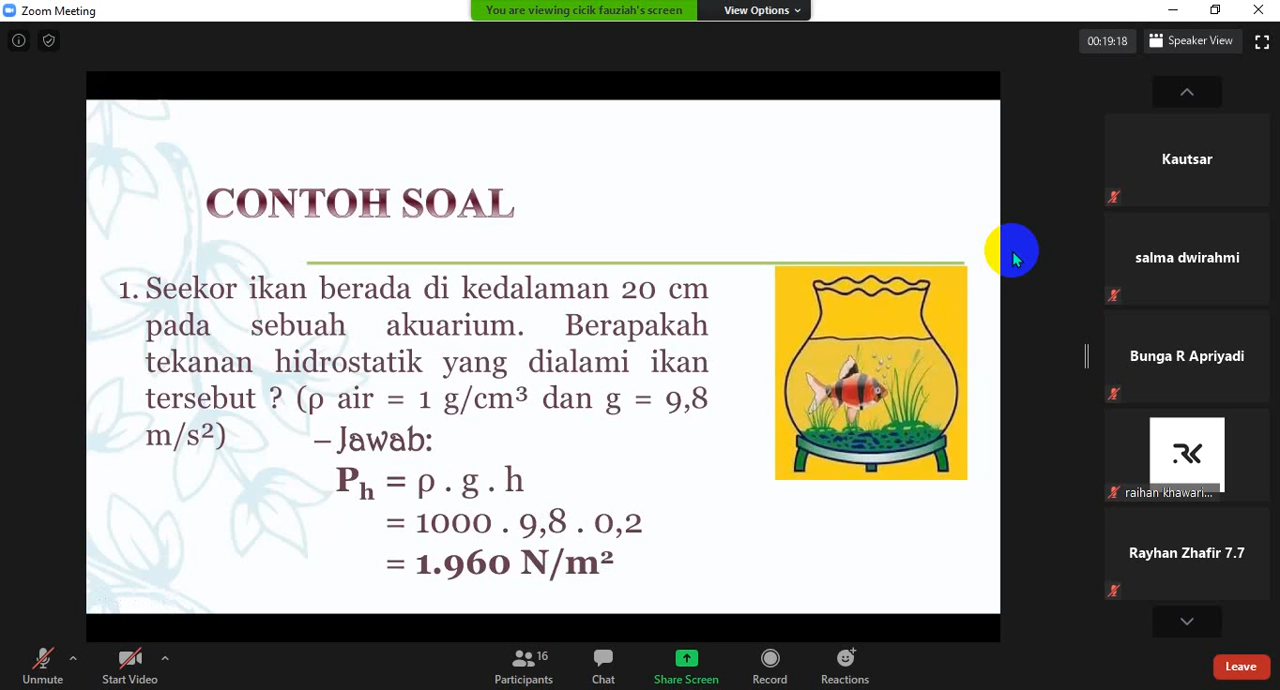 Zoom Meeting
You are viewing cicik fauziah's screen
View Options
00:19:18
Speaker View
CONTOH SOAL
1. Seekor ikan berada di kedalaman 20 cm
pada sebuah akuarium. Berapakah
tekanan hidrostatik yang dialami ikan
tersebut ? (ρ air = 1 g/cm³ dan g = 9,8
m/s²)
– Jawab:
Pₕ = ρ . g . h
= 1000 . 9,8 . 0,2
= 1.960 N/m²
Kautsar
salma dwirahmi
Bunga R Apriyadi
RK
raihan khawari...
Rayhan Zhafir 7.7
Unmute
Start Video
16
Participants
Chat
Share Screen
Record
Reactions
Leave